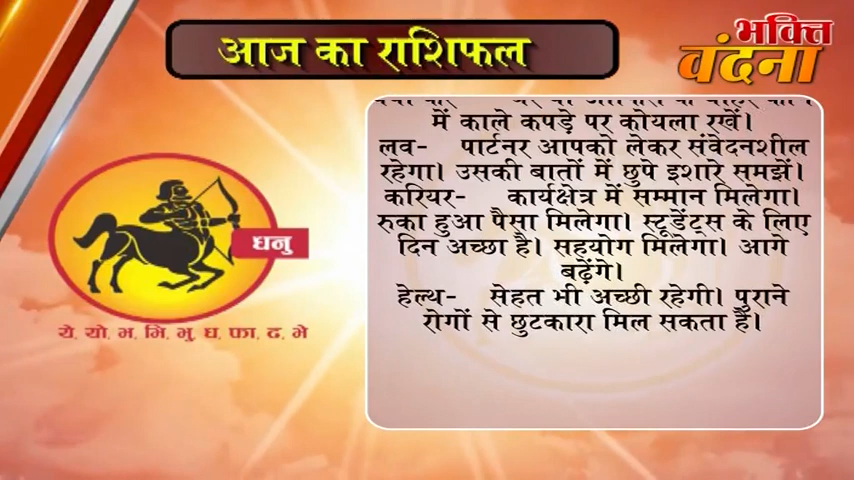 आज का राशिफल
भक्ति
वंदना
में काले कपड़े पर कोयला रखें।
लव- पार्टनर आपको लेकर संवेदनशील
रहेगा। उसकी बातों में छुपे इशारे समझें।
करियर- कार्यक्षेत्र में सम्मान मिलेगा।
रुका हुआ पैसा मिलेगा। स्टूडेंट्स के लिए
दिन अच्छा है। सहयोग मिलेगा। आगे
बढ़ेंगे।
हेल्थ- सेहत भी अच्छी रहेगी। पुराने
रोगों से छुटकारा मिल सकता है।
धनु
ये, यो, भ, भि, भु, ध, फा, ढ, भे